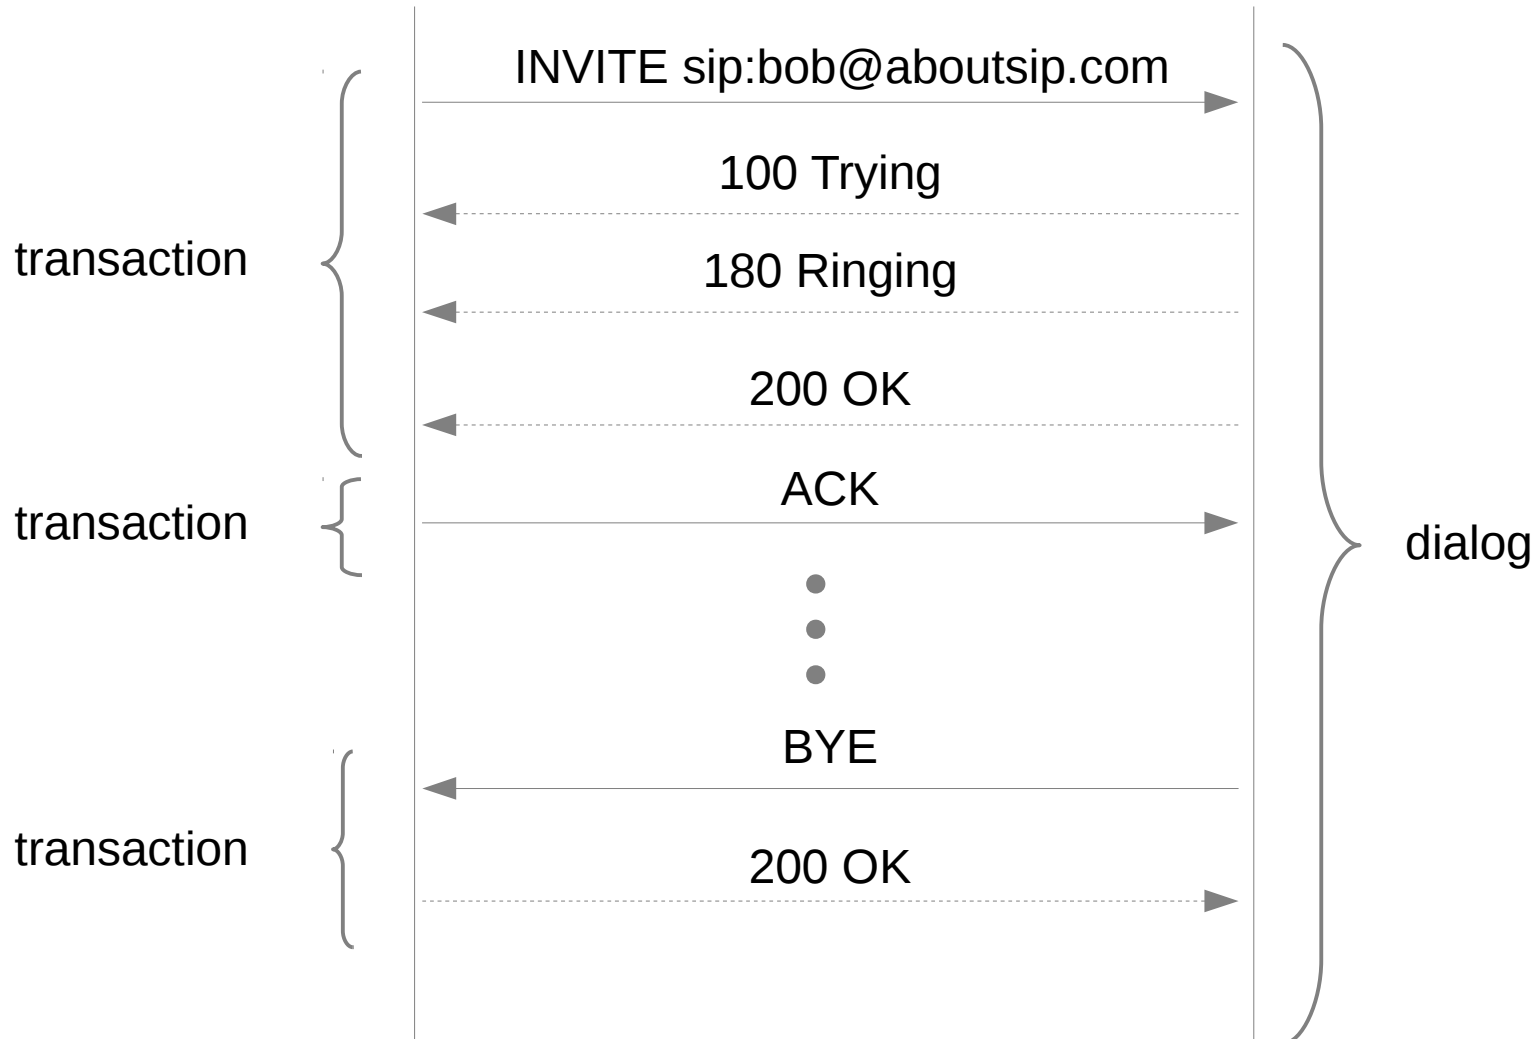 INVITE sip:bob@aboutsip.com
100 Trying
transaction
180 Ringing
200 OK
ACK
transaction
dialog
BYE
transaction
200 OK